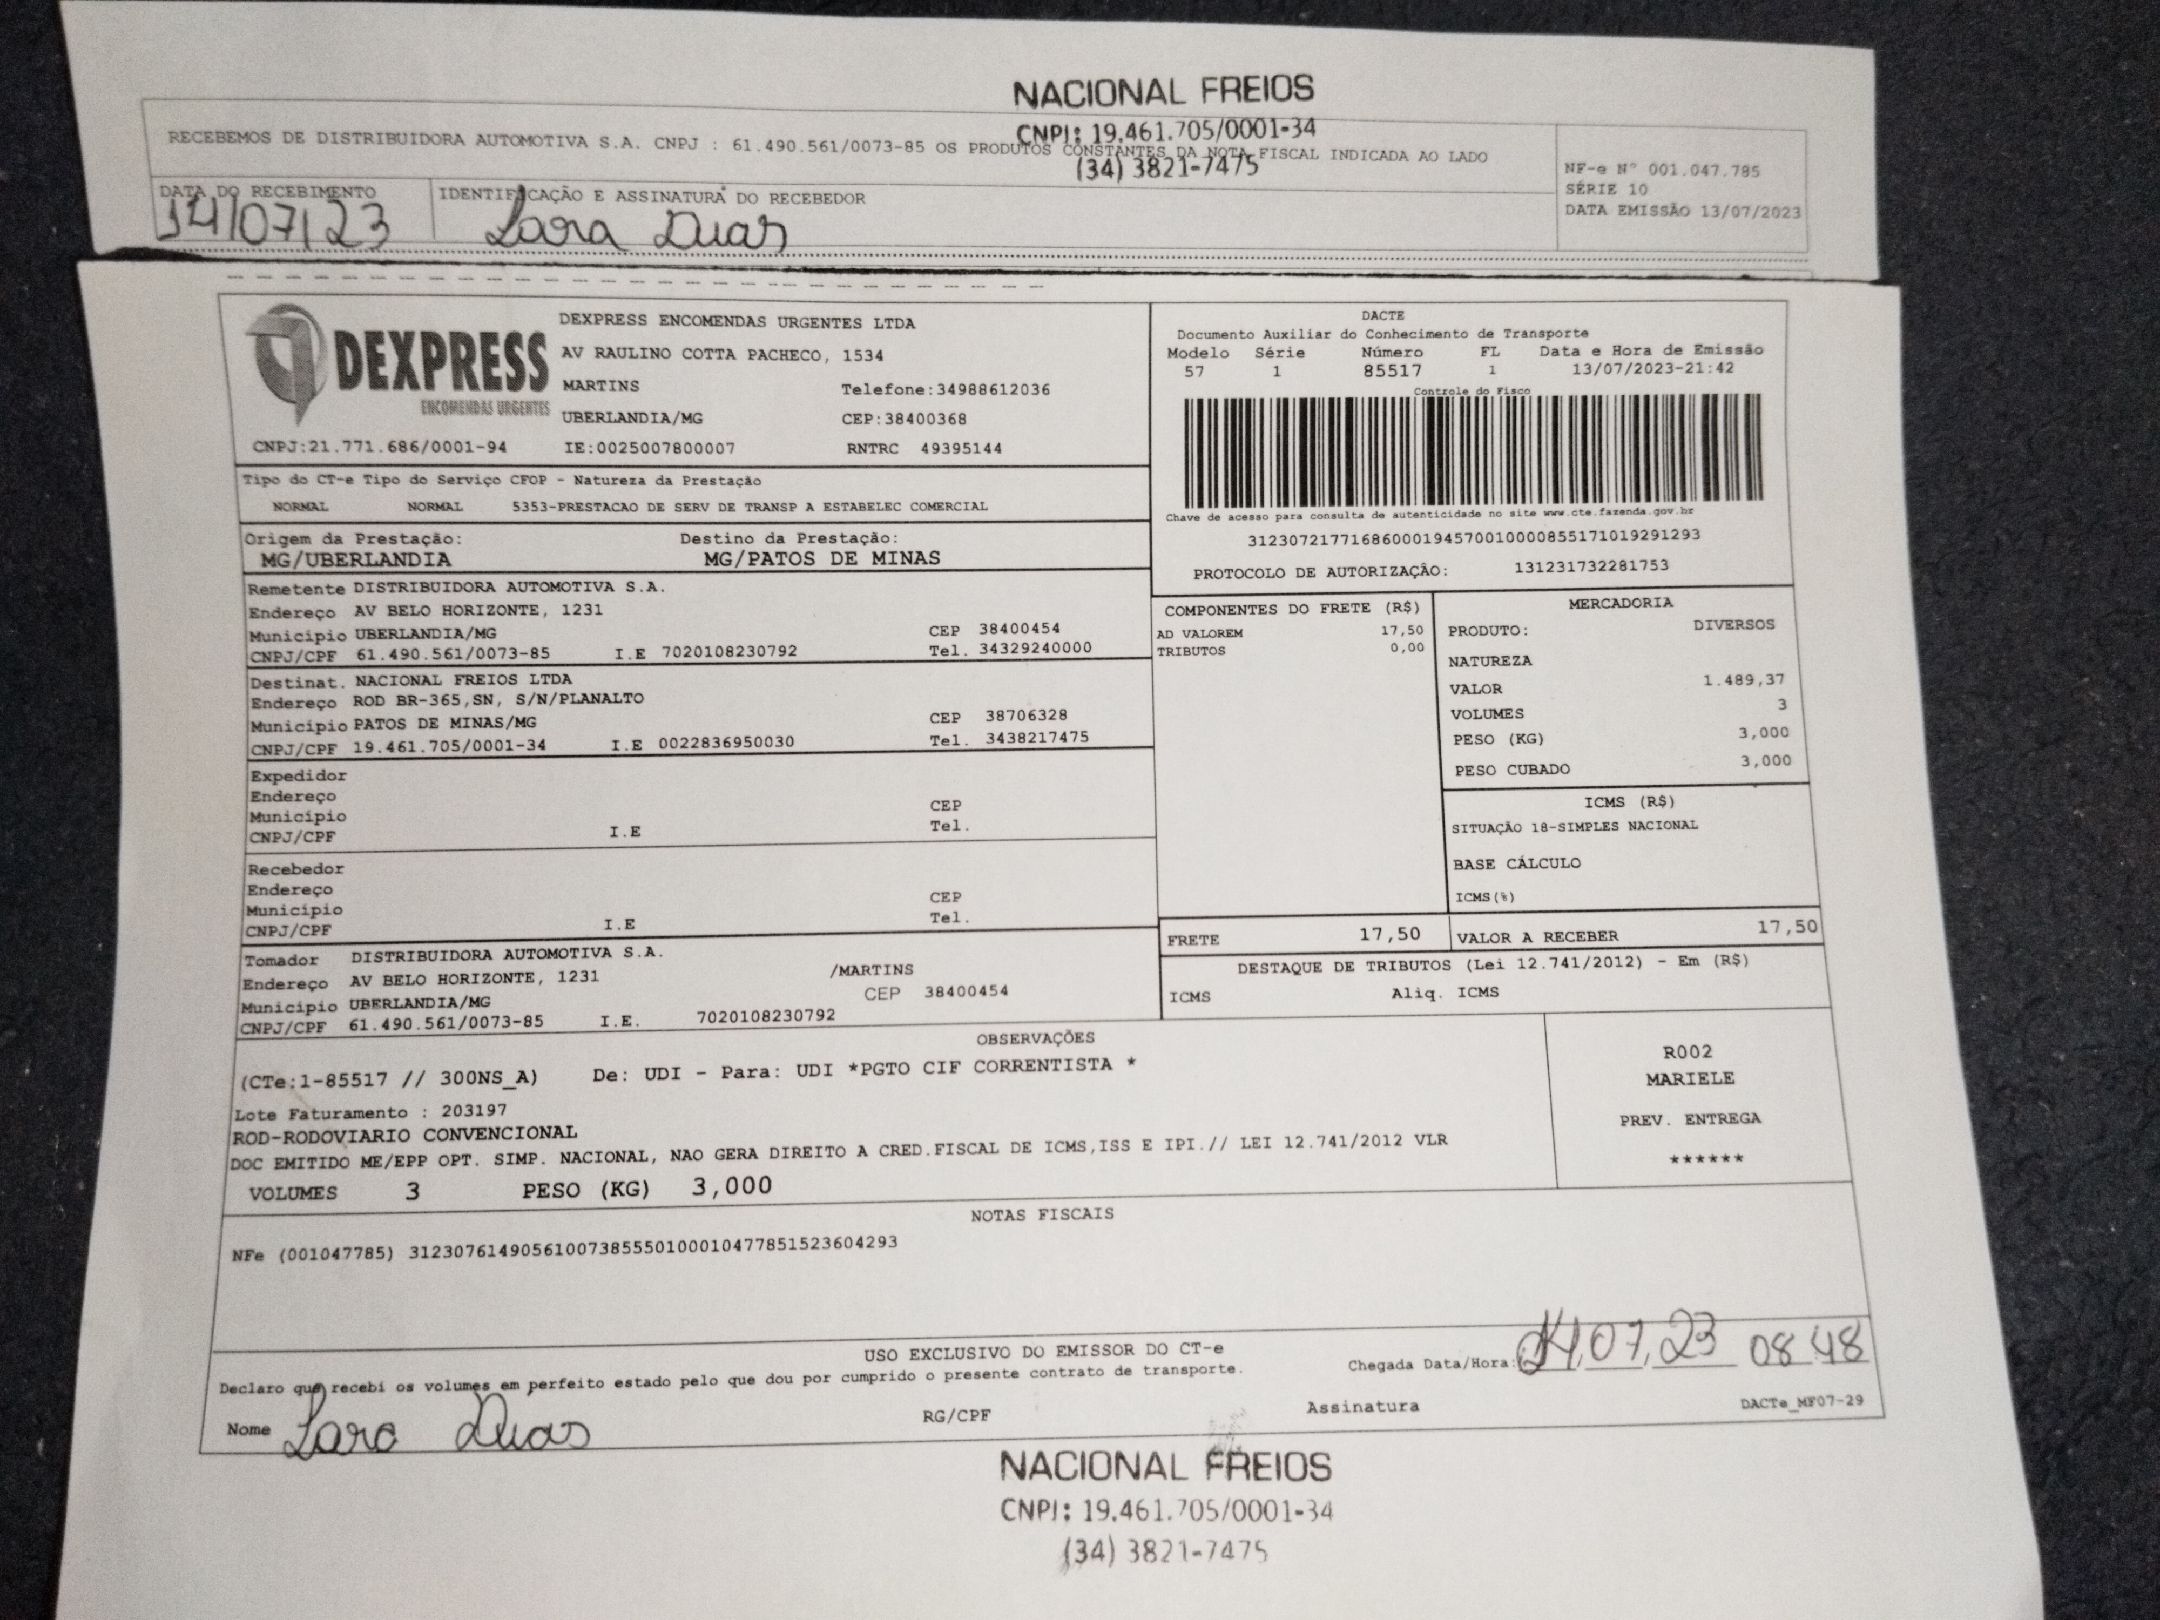 NACIONAL FREIOS
CNPJ: 19.461.705/0001-34
(34) 3821-7475
RECEBEMOS DE DISTRIBUIDORA AUTOMOTIVA S.A. CNPJ : 61.490.561/0073-85 OS PRODUTOS CONSTANTES DA NOTA FISCAL INDICADA AO LADO
NF-e Nº 001.047.785
SÉRIE 10
DATA EMISSÃO 13/07/2023
DATA DO RECEBIMENTO
IDENTIFICAÇÃO E ASSINATURA DO RECEBEDOR
14/07/23
Lara Dias
DEXPRESS
ENCOMENDAS URGENTES
DEXPRESS ENCOMENDAS URGENTES LTDA
AV RAULINO COTTA PACHECO, 1534
MARTINS Telefone:34988612036
UBERLANDIA/MG CEP:38400368
CNPJ:21.771.686/0001-94 IE:0025007800007 RNTRC 49395144
DACTE
Documento Auxiliar do Conhecimento de Transporte
Modelo Série Número FL Data e Hora de Emissão
57 1 85517 1 13/07/2023-21:42
Controle do Fisco
Chave de acesso para consulta de autenticidade no site www.cte.fazenda.gov.br
31230721771686000194570010000855171019291293
PROTOCOLO DE AUTORIZAÇÃO: 131231732281753
Tipo do CT-e Tipo do Serviço CFOP - Natureza da Prestação
NORMAL NORMAL 5353-PRESTACAO DE SERV DE TRANSP A ESTABELEC COMERCIAL
Origem da Prestação: Destino da Prestação:
MG/UBERLANDIA MG/PATOS DE MINAS
Remetente DISTRIBUIDORA AUTOMOTIVA S.A.
Endereço AV BELO HORIZONTE, 1231
Município UBERLANDIA/MG CEP 38400454
CNPJ/CPF 61.490.561/0073-85 I.E 7020108230792 Tel. 34329240000
Destinat. NACIONAL FREIOS LTDA
Endereço ROD BR-365,SN, S/N/PLANALTO
Município PATOS DE MINAS/MG CEP 38706328
CNPJ/CPF 19.461.705/0001-34 I.E 0022836950030 Tel. 3438217475
Expedidor
Endereço
Município CEP
CNPJ/CPF I.E Tel.
Recebedor
Endereço
Município CEP
CNPJ/CPF I.E Tel.
Tomador DISTRIBUIDORA AUTOMOTIVA S.A.
Endereço AV BELO HORIZONTE, 1231 /MARTINS
Município UBERLANDIA/MG CEP 38400454
CNPJ/CPF 61.490.561/0073-85 I.E. 7020108230792
COMPONENTES DO FRETE (R$)
AD VALOREM 17,50
TRIBUTOS 0,00
MERCADORIA
PRODUTO: DIVERSOS
NATUREZA
VALOR 1.489,37
VOLUMES 3
PESO (KG) 3,000
PESO CUBADO 3,000
ICMS (R$)
SITUAÇÃO 18-SIMPLES NACIONAL
BASE CÁLCULO
ICMS(%)
FRETE 17,50 VALOR A RECEBER 17,50
DESTAQUE DE TRIBUTOS (Lei 12.741/2012) - Em (R$)
ICMS Aliq. ICMS
OBSERVAÇÕES
(CTe:1-85517 // 300NS_A) De: UDI - Para: UDI *PGTO CIF CORRENTISTA *
Lote Faturamento : 203197
ROD-RODOVIARIO CONVENCIONAL
DOC EMITIDO ME/EPP OPT. SIMP. NACIONAL, NAO GERA DIREITO A CRED.FISCAL DE ICMS,ISS E IPI.// LEI 12.741/2012 VLR
VOLUMES 3 PESO (KG) 3,000
R002
MARIELE
PREV. ENTREGA
******
NOTAS FISCAIS
NFe (001047785) 31230761490561007385550100010477851523604293
USO EXCLUSIVO DO EMISSOR DO CT-e
Declaro que recebi os volumes em perfeito estado pelo que dou por cumprido o presente contrato de transporte.
Chegada Data/Hora: 14,07,23 08 48
Nome Lara Dias RG/CPF Assinatura DACTe_MF07-29
NACIONAL FREIOS
CNPJ: 19.461.705/0001-34
(34) 3821-7475